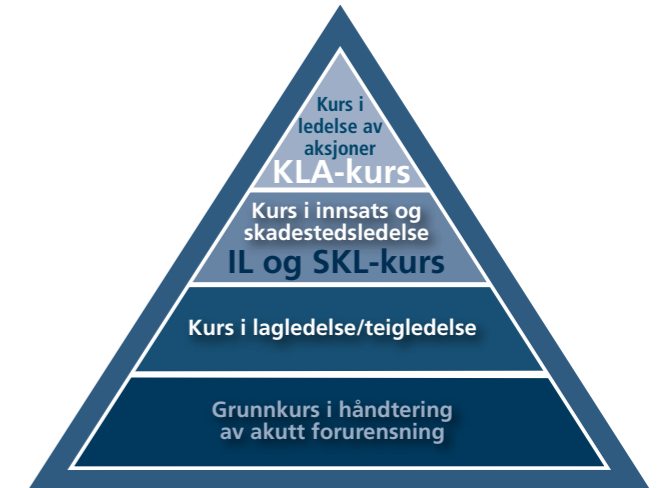 Kurs i
ledelse av
aksjoner
KLA-kurs
Kurs i innsats og
skadestedsledelse
IL og SKL-kurs
Kurs i lagledelse/teigledelse
Grunnkurs i håndtering
av akutt forurensning